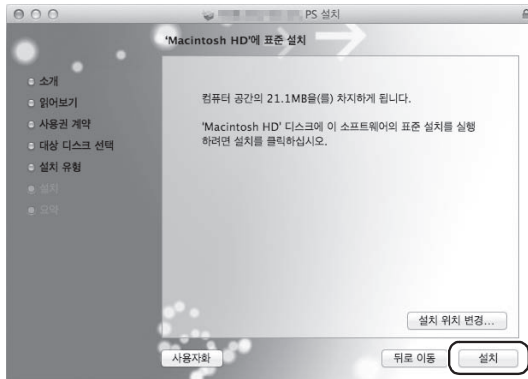 PS 설치
'Macintosh HD'에 표준 설치
소개
읽어보기
사용권 계약
대상 디스크 선택
설치 유형
설치
요약
컴퓨터 공간의 21.1MB을(를) 차지하게 됩니다.
'Macintosh HD' 디스크에 이 소프트웨어의 표준 설치를 실행
하려면 설치를 클릭하십시오.
설치 위치 변경...
사용자화
뒤로 이동
설치